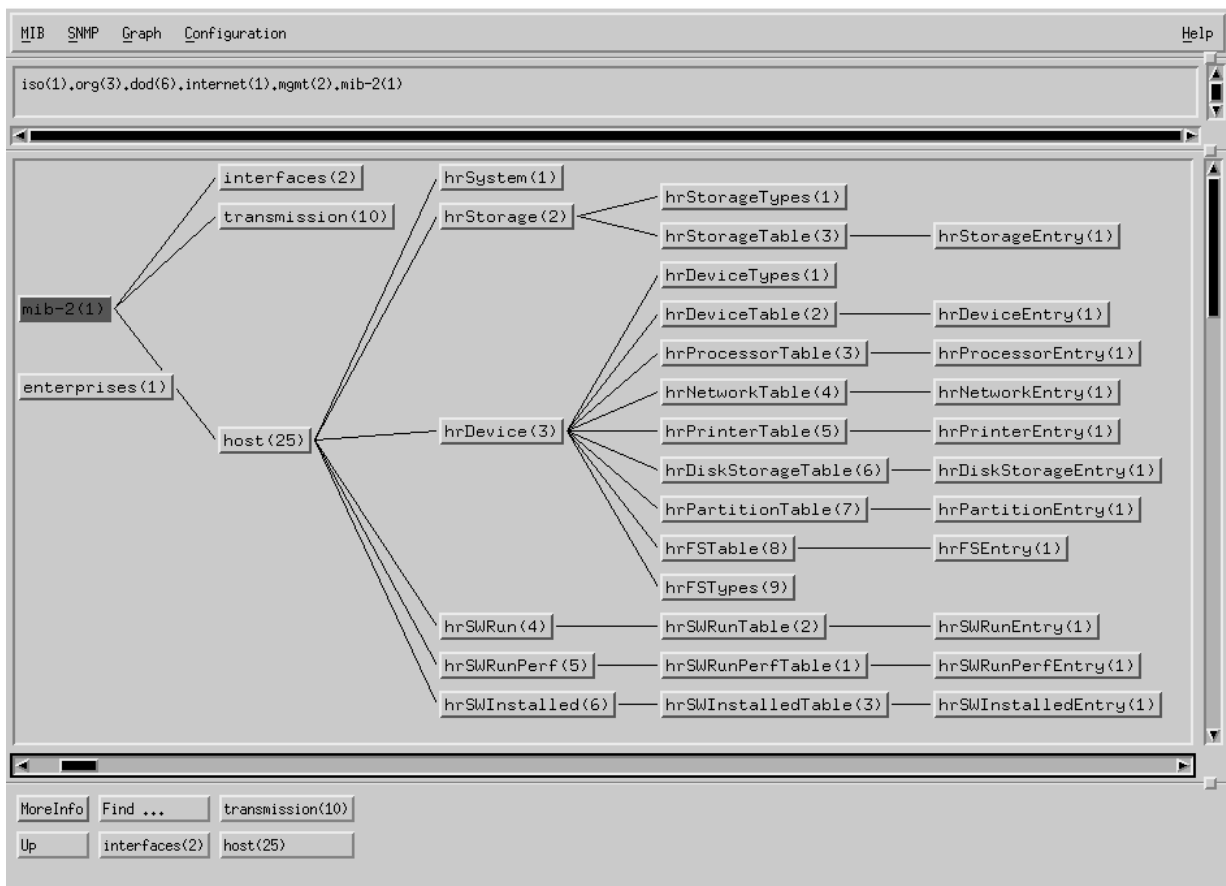 MIB SNMP Graph Configuration Help
iso(1).org(3).dod(6).internet(1).mgmt(2).mib-2(1)
interfaces(2) hrSystem(1)
hrStorageTypes(1)
transmission(10) hrStorage(2)
hrStorageTable(3) hrStorageEntry(1)
hrDeviceTypes(1)
mib-2(1) hrDeviceTable(2) hrDeviceEntry(1)
hrProcessorTable(3) hrProcessorEntry(1)
enterprises(1) hrNetworkTable(4) hrNetworkEntry(1)
host(25) hrDevice(3) hrPrinterTable(5) hrPrinterEntry(1)
hrDiskStorageTable(6) hrDiskStorageEntry(1)
hrPartitionTable(7) hrPartitionEntry(1)
hrFSTable(8) hrFSEntry(1)
hrFSTypes(9)
hrSWRun(4) hrSWRunTable(2) hrSWRunEntry(1)
hrSWRunPerf(5) hrSWRunPerfTable(1) hrSWRunPerfEntry(1)
hrSWInstalled(6) hrSWInstalledTable(3) hrSWInstalledEntry(1)
MoreInfo Find ... transmission(10)
Up interfaces(2) host(25)